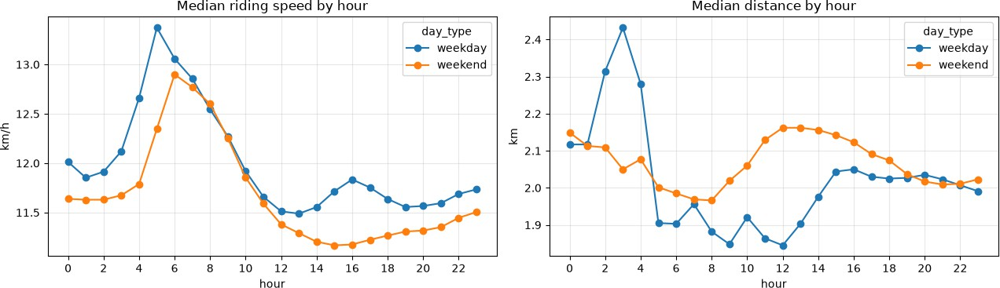 Median riding speed by hour
day_type
weekday
weekend
13.0
12.5
12.0
11.5
km/h
0 2 4 6 8 10 12 14 16 18 20 22
hour
Median distance by hour
day_type
weekday
weekend
2.4
2.3
2.2
2.1
2.0
1.9
km
0 2 4 6 8 10 12 14 16 18 20 22
hour